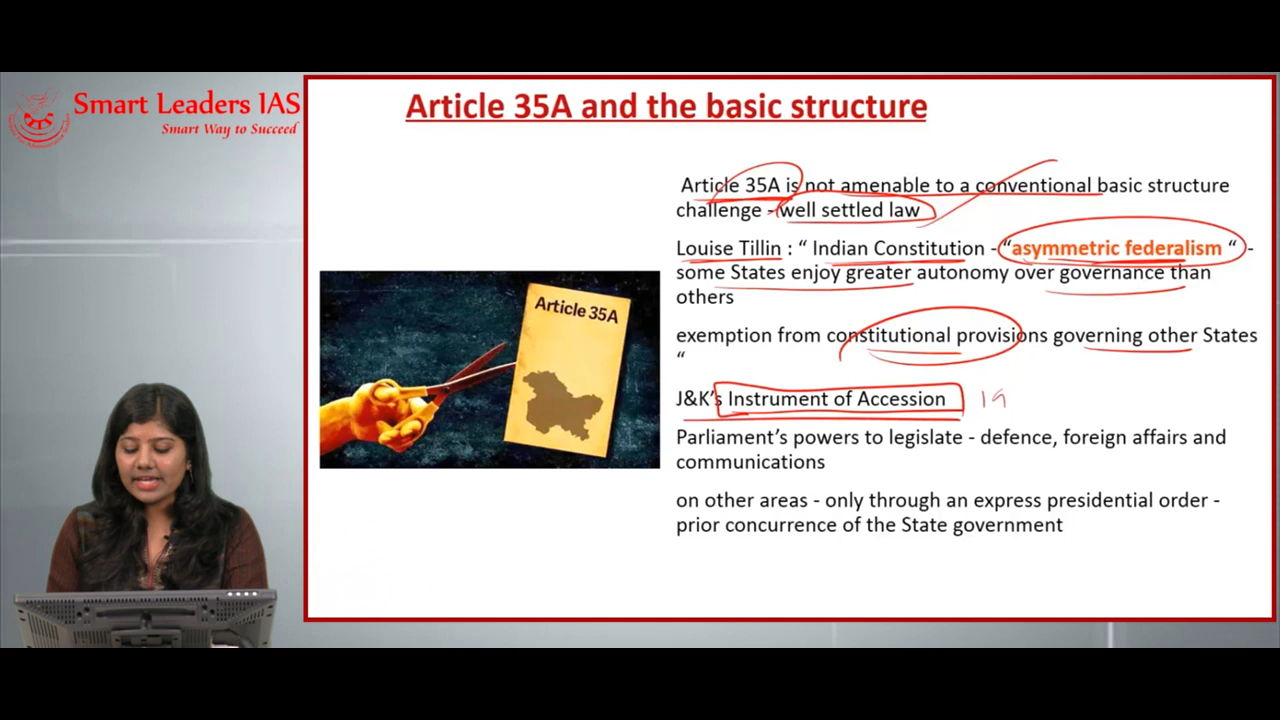 Smart Leaders IAS
Smart Way to Succeed
Article 35A and the basic structure
Article 35A is not amenable to a conventional basic structure
challenge - well settled law
Louise Tillin : “ Indian Constitution - “asymmetric federalism “ -
some States enjoy greater autonomy over governance than
others
exemption from constitutional provisions governing other States
“
J&K’s Instrument of Accession 19
Parliament’s powers to legislate - defence, foreign affairs and
communications
on other areas - only through an express presidential order -
prior concurrence of the State government
Article 35A